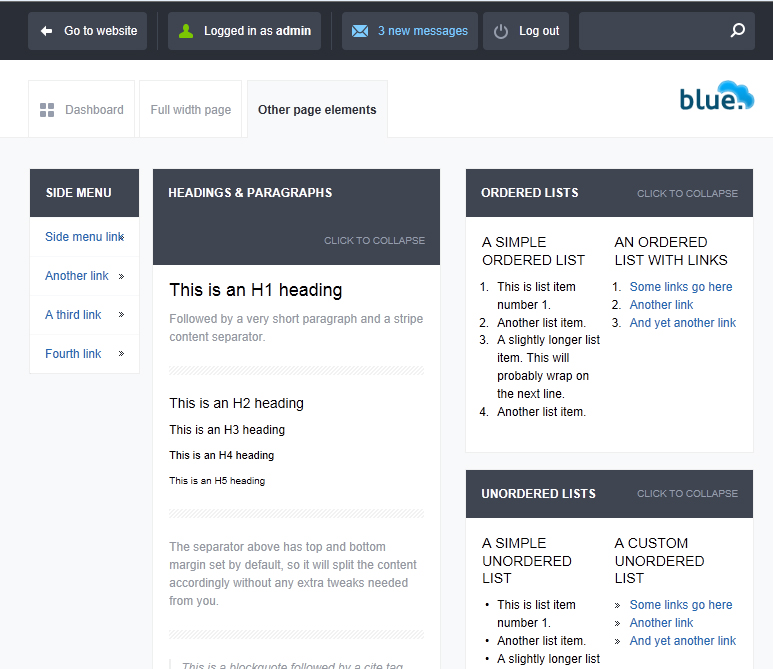 Go to website
Logged in as admin
3 new messages
Log out
Dashboard
Full width page
Other page elements
blue.
SIDE MENU
Side menu link »
Another link »
A third link »
Fourth link »
HEADINGS & PARAGRAPHS
CLICK TO COLLAPSE
This is an H1 heading
Followed by a very short paragraph and a stripe
content separator.
This is an H2 heading
This is an H3 heading
This is an H4 heading
This is an H5 heading
The separator above has top and bottom
margin set by default, so it will split the content
accordingly without any extra tweaks needed
from you.
This is a blockquote followed by a cite tag
ORDERED LISTS
CLICK TO COLLAPSE
A SIMPLE
ORDERED LIST
1. This is list item
number 1.
2. Another list item.
3. A slightly longer list
item. This will
probably wrap on
the next line.
4. Another list item.
AN ORDERED
LIST WITH LINKS
1. Some links go here
2. Another link
3. And yet another link
UNORDERED LISTS
CLICK TO COLLAPSE
A SIMPLE
UNORDERED
LIST
• This is list item
number 1.
• Another list item.
• A slightly longer list
A CUSTOM
UNORDERED
LIST
» Some links go here
» Another link
» And yet another link